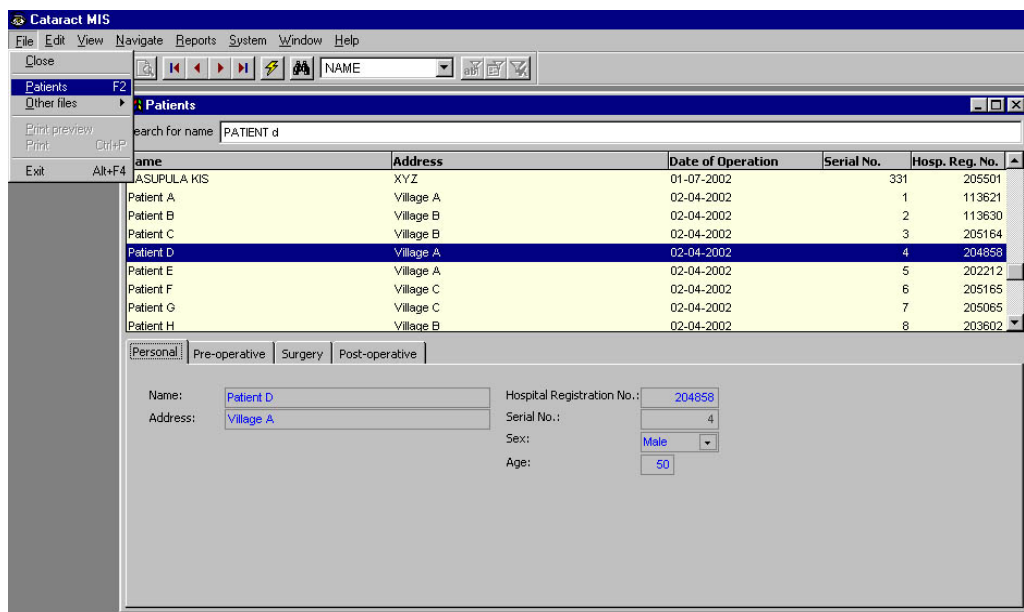 Cataract MIS
File Edit View Navigate Reports System Window Help
Close
Patients F2
Other files
Print preview
Print Ctrl+P
Exit Alt+F4
NAME
Patients
earch for name PATIENT d
ame Address Date of Operation Serial No. Hosp. Reg. No.
ASUPULA KIS XYZ 01-07-2002 331 205501
Patient A Village A 02-04-2002 1 113621
Patient B Village B 02-04-2002 2 113630
Patient C Village B 02-04-2002 3 205164
Patient D Village A 02-04-2002 4 204858
Patient E Village A 02-04-2002 5 202212
Patient F Village C 02-04-2002 6 205165
Patient G Village C 02-04-2002 7 205065
Patient H Village B 02-04-2002 8 203602
Personal Pre-operative Surgery Post-operative
Name: Patient D Hospital Registration No.: 204858
Address: Village A Serial No.: 4
Sex: Male
Age: 50